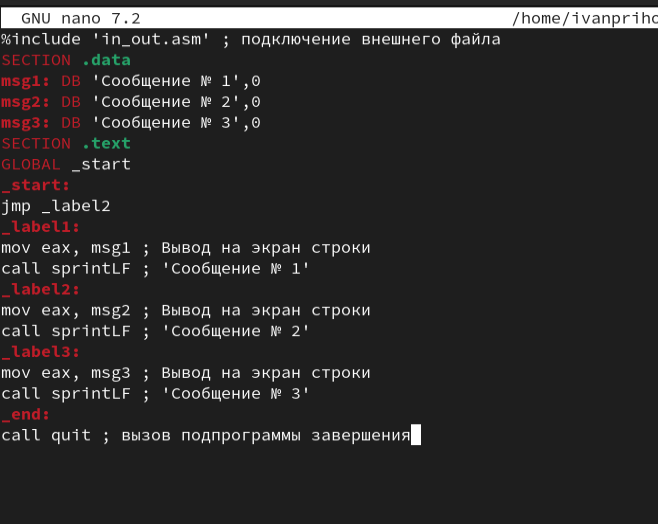 GNU nano 7.2 /home/ivanpriho
%include 'in_out.asm' ; подключение внешнего файла
SECTION .data
msg1: DB 'Сообщение № 1',0
msg2: DB 'Сообщение № 2',0
msg3: DB 'Сообщение № 3',0
SECTION .text
GLOBAL _start
_start:
jmp _label2
_label1:
mov eax, msg1 ; Вывод на экран строки
call sprintLF ; 'Сообщение № 1'
_label2:
mov eax, msg2 ; Вывод на экран строки
call sprintLF ; 'Сообщение № 2'
_label3:
mov eax, msg3 ; Вывод на экран строки
call sprintLF ; 'Сообщение № 3'
_end:
call quit ; вызов подпрограммы завершения